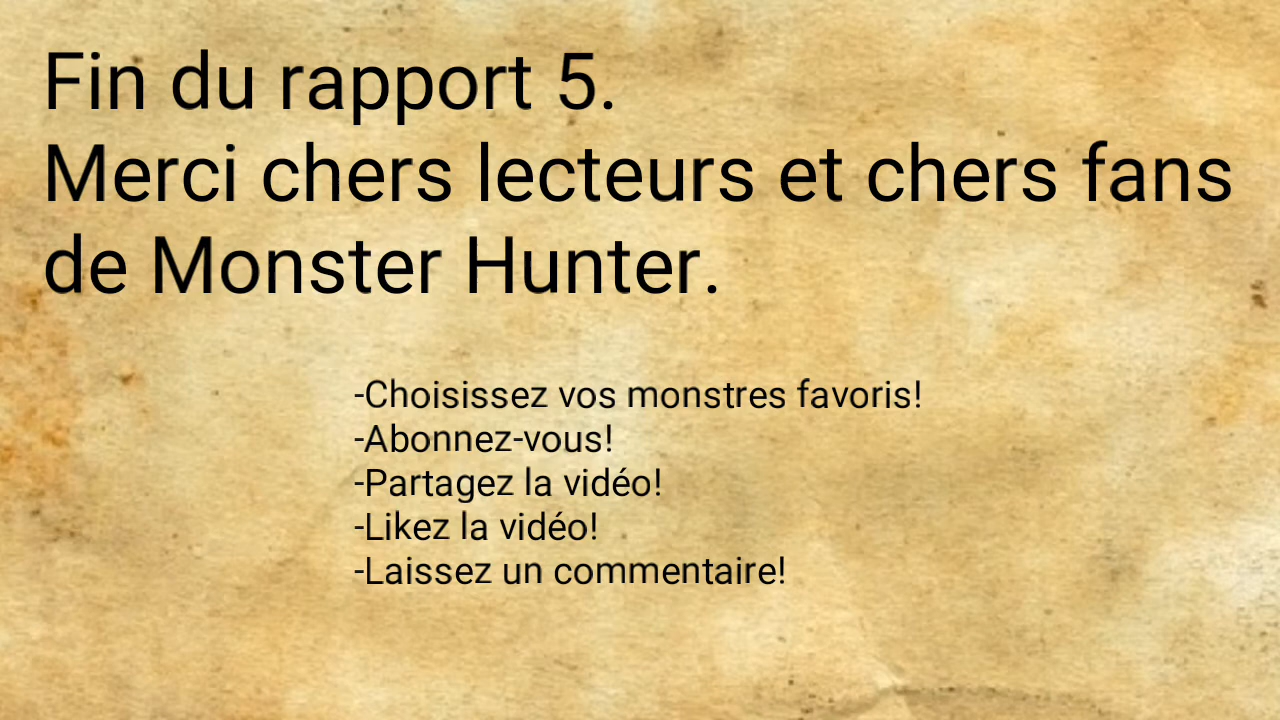 Fin du rapport 5.
Merci chers lecteurs et chers fans
de Monster Hunter.
-Choisissez vos monstres favoris!
-Abonnez-vous!
-Partagez la vidéo!
-Likez la vidéo!
-Laissez un commentaire!